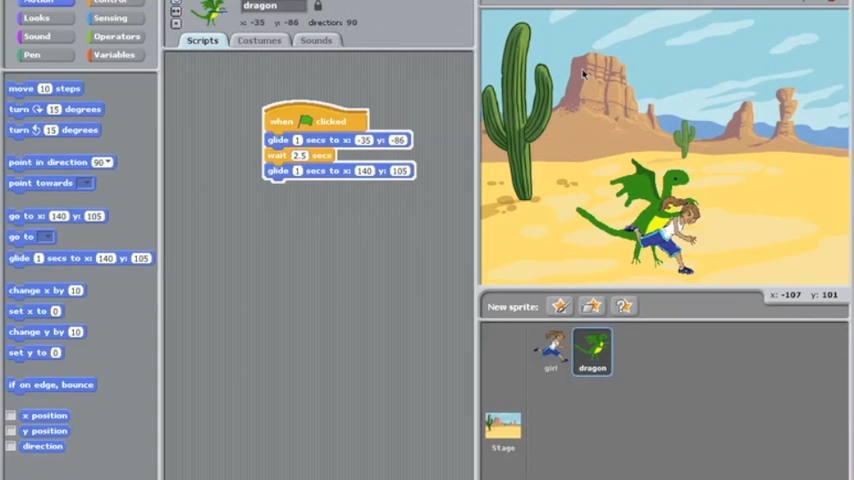 Motion
Control
Looks
Sensing
Sound
Operators
Pen
Variables
move 10 steps
turn 15 degrees
turn 15 degrees
point in direction 90
point towards
go to x: 140 y: 105
go to
glide 1 secs to x: 140 y: 105
change x by 10
set x to 0
change y by 10
set y to 0
if on edge, bounce
x position
y position
direction
dragon
x: -35 y: -86 direction: 90
Scripts Costumes Sounds
when clicked
glide 1 secs to x: -35 y: -86
wait 2.5 secs
glide 1 secs to x: 140 y: 105
x: -107 y: 101
New sprite:
girl dragon
Stage